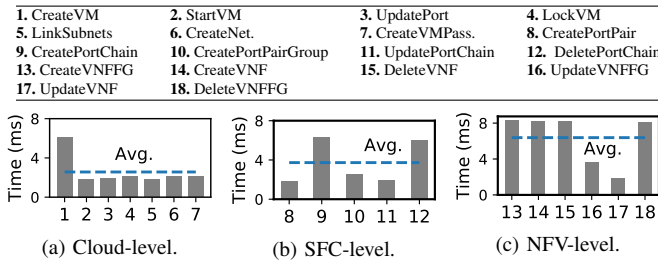 1. CreateVM 2. StartVM 3. UpdatePort 4. LockVM
5. LinkSubnets 6. CreateNet. 7. CreateVMPass. 8. CreatePortPair
9. CreatePortChain 10. CreatePortPairGroup 11. UpdatePortChain 12. DeletePortChain
13. CreateVNFFG 14. CreateVNF 15. DeleteVNF 16. UpdateVNFFG
17. UpdateVNF 18. DeleteVNFFG
Time (ms)
8
4
0
Avg.
1 2 3 4 5 6 7
(a) Cloud-level.
Time (ms)
8
4
0
Avg.
8 9 10 11 12
(b) SFC-level.
Time (ms)
8
4
0
Avg.
13 14 15 16 17 18
(c) NFV-level.